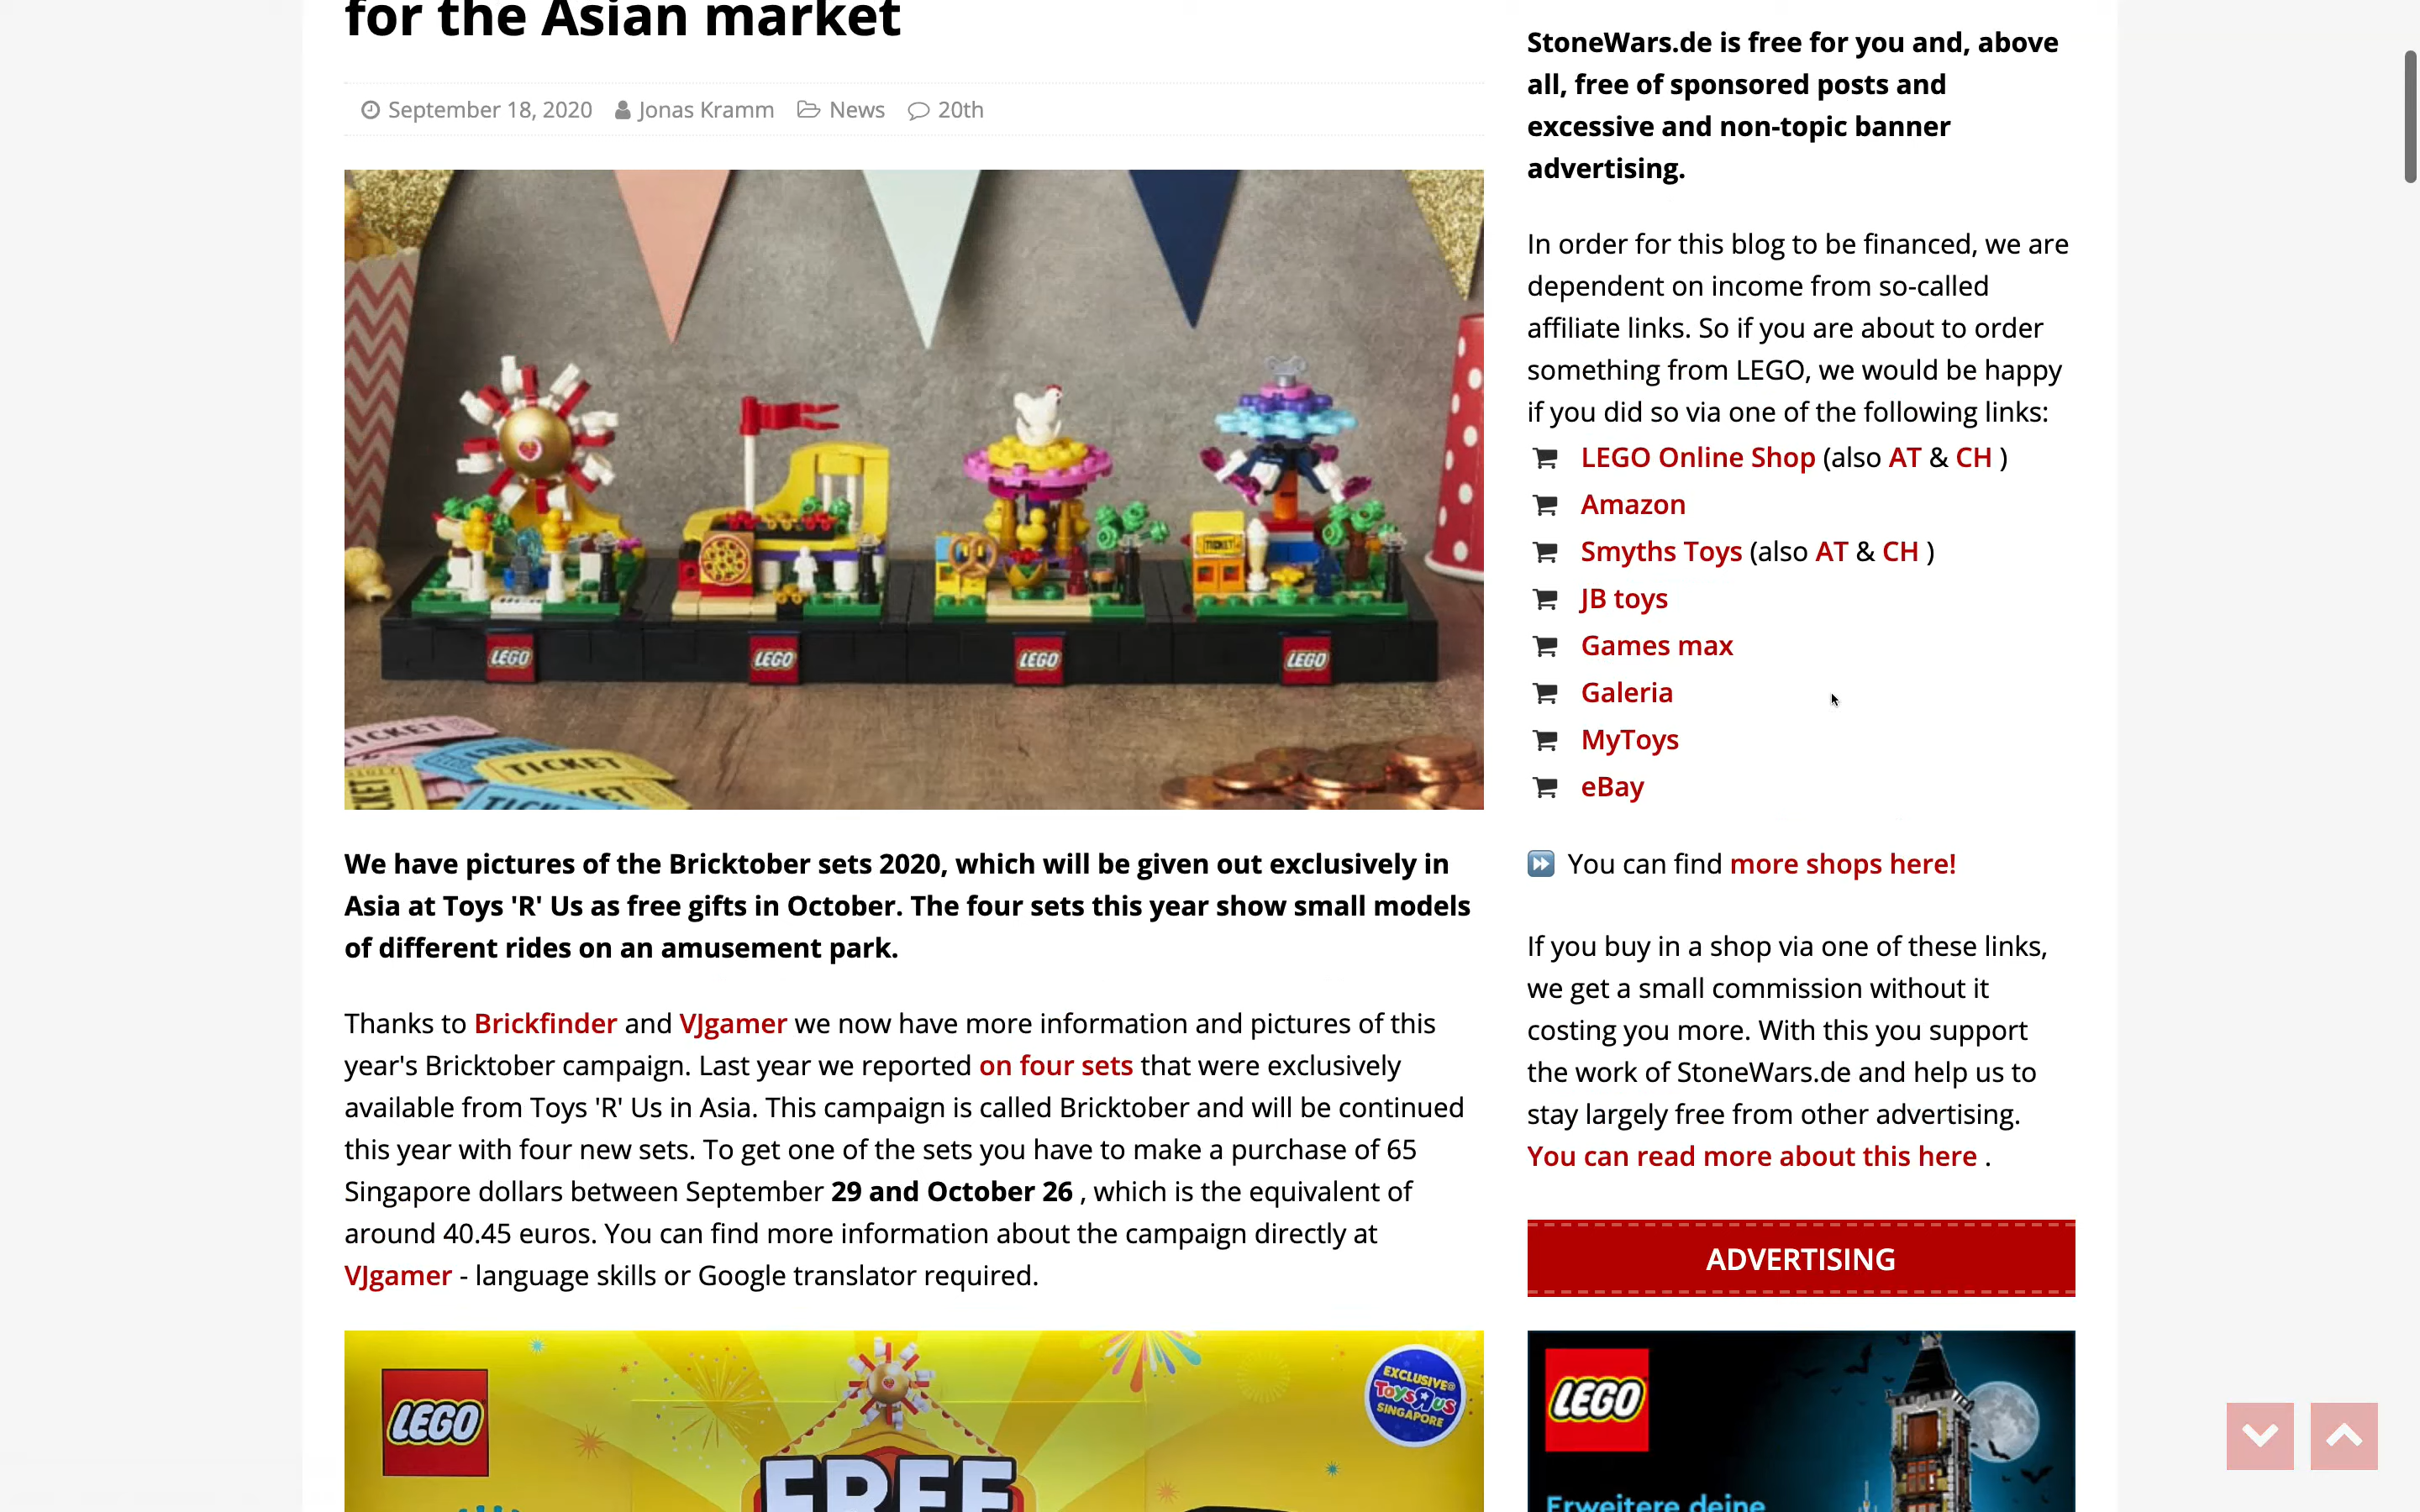 for the Asian market
September 18, 2020 Jonas Kramm News 20th
LEGO LEGO LEGO LEGO
TICKET
TICKET
TICKET
We have pictures of the Bricktober sets 2020, which will be given out exclusively in
Asia at Toys 'R' Us as free gifts in October. The four sets this year show small models
of different rides on an amusement park.
Thanks to Brickfinder and VJgamer we now have more information and pictures of this
year's Bricktober campaign. Last year we reported on four sets that were exclusively
available from Toys 'R' Us in Asia. This campaign is called Bricktober and will be continued
this year with four new sets. To get one of the sets you have to make a purchase of 65
Singapore dollars between September 29 and October 26 , which is the equivalent of
around 40.45 euros. You can find more information about the campaign directly at
VJgamer - language skills or Google translator required.
LEGO
EXCLUSIVE@
ToysRus
SINGAPORE
FREE
StoneWars.de is free for you and, above
all, free of sponsored posts and
excessive and non-topic banner
advertising.
In order for this blog to be financed, we are
dependent on income from so-called
affiliate links. So if you are about to order
something from LEGO, we would be happy
if you did so via one of the following links:
LEGO Online Shop (also AT & CH )
Amazon
Smyths Toys (also AT & CH )
JB toys
Games max
Galeria
MyToys
eBay
You can find more shops here!
If you buy in a shop via one of these links,
we get a small commission without it
costing you more. With this you support
the work of StoneWars.de and help us to
stay largely free from other advertising.
You can read more about this here .
ADVERTISING
LEGO
Erweitere deine